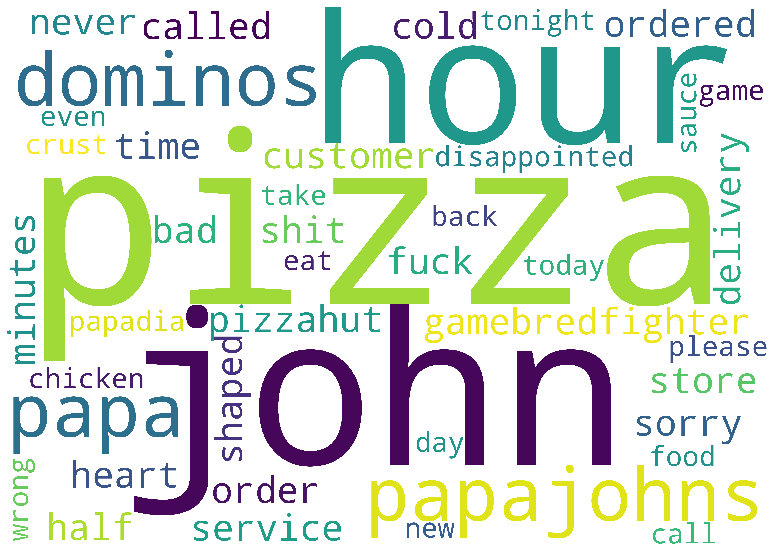 never called cold tonight ordered
dominos hour sauce game
even
crust time customer disappointed
pizza
take
bad shit back delivery
eat fuck today
minutes
papadia pizzahut gamebredfighter
john please
chicken shaped store
papa sorry
day
heart food
wrong order papajohns
half service new call